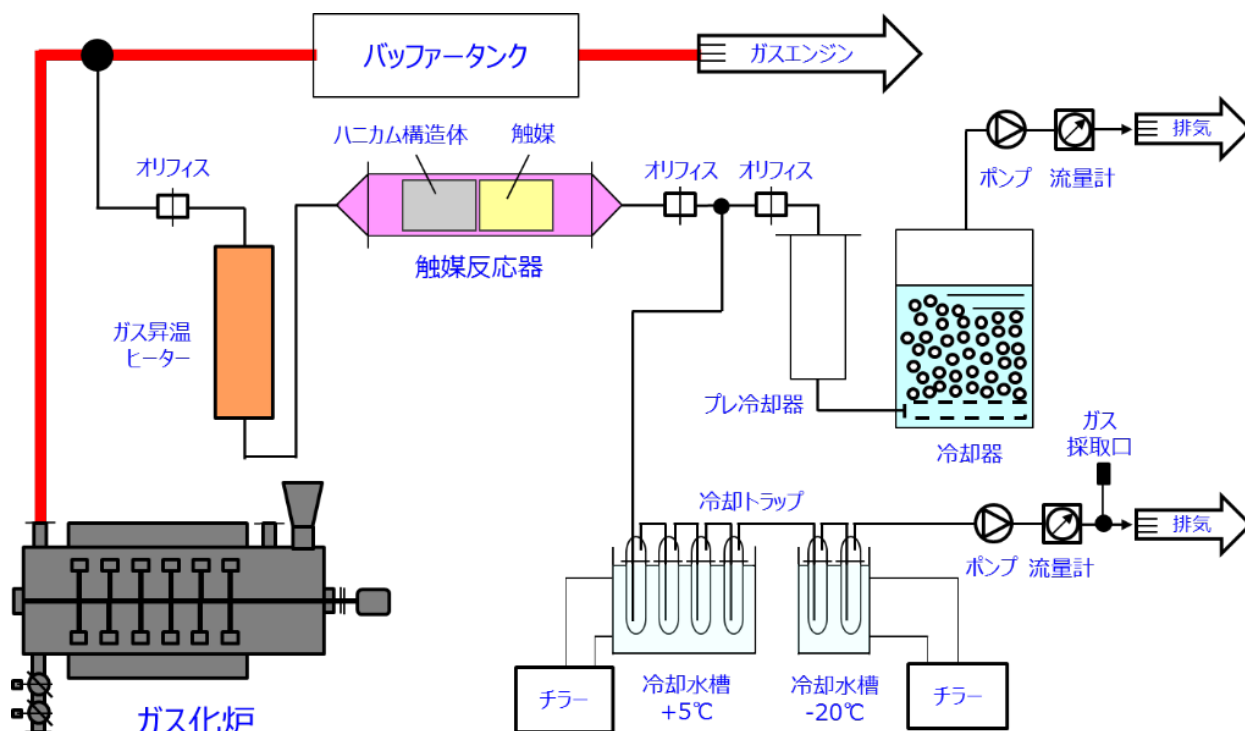 バッファータンク
ガスエンジン
ハニカム構造体
触媒
オリフィス
オリフィス
オリフィス
ポンプ
流量計
排気
触媒反応器
ガス昇温
ヒーター
プレ冷却器
冷却器
ガス
採取口
冷却トラップ
ポンプ
流量計
排気
チラー
冷却水槽
+5℃
冷却水槽
-20℃
チラー
ガス化炉